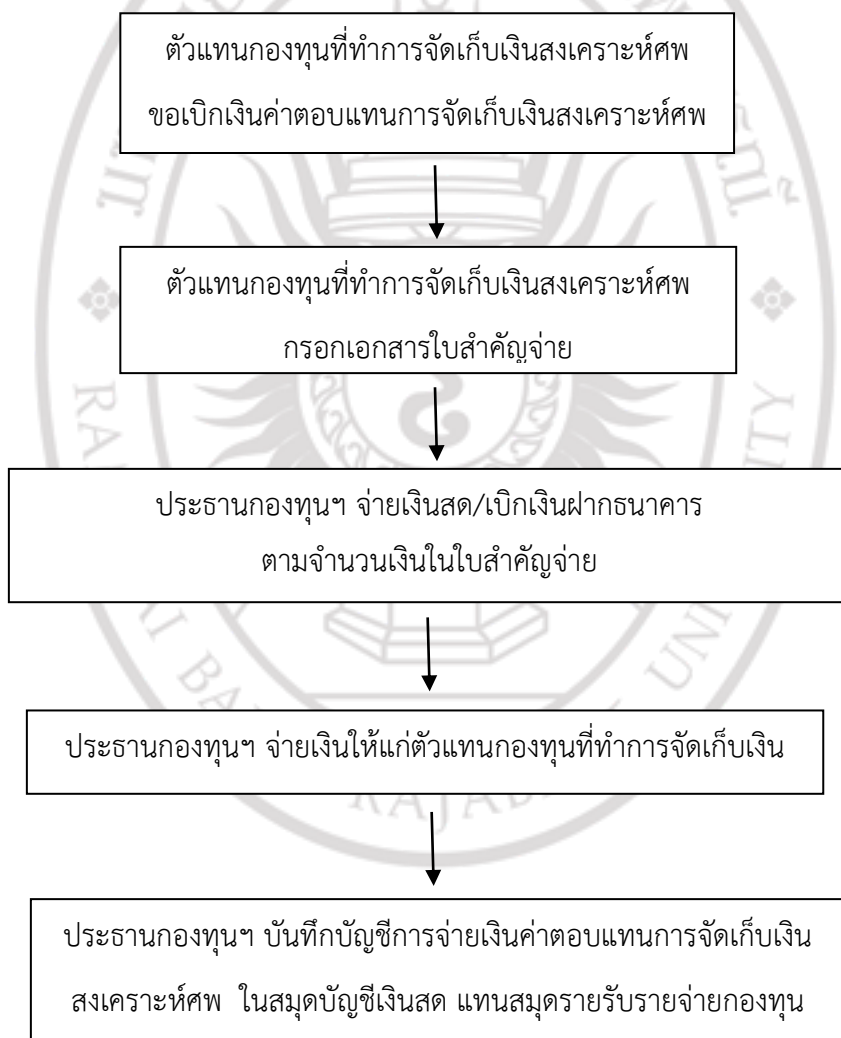 ตัวแทนกองทุนที่ทำการจัดเก็บเงินสงเคราะห์ศพ
ขอเบิกเงินค่าตอบแทนการจัดเก็บเงินสงเคราะห์ศพ
ตัวแทนกองทุนที่ทำการจัดเก็บเงินสงเคราะห์ศพ
กรอกเอกสารใบสำคัญจ่าย
ประธานกองทุนฯ จ่ายเงินสด/เบิกเงินฝากธนาคาร
ตามจำนวนเงินในใบสำคัญจ่าย
ประธานกองทุนฯ จ่ายเงินให้แก่ตัวแทนกองทุนที่ทำการจัดเก็บเงิน
ประธานกองทุนฯ บันทึกบัญชีการจ่ายเงินค่าตอบแทนการจัดเก็บเงิน
สงเคราะห์ศพ ในสมุดบัญชีเงินสด แทนสมุดรายรับรายจ่ายกองทุน